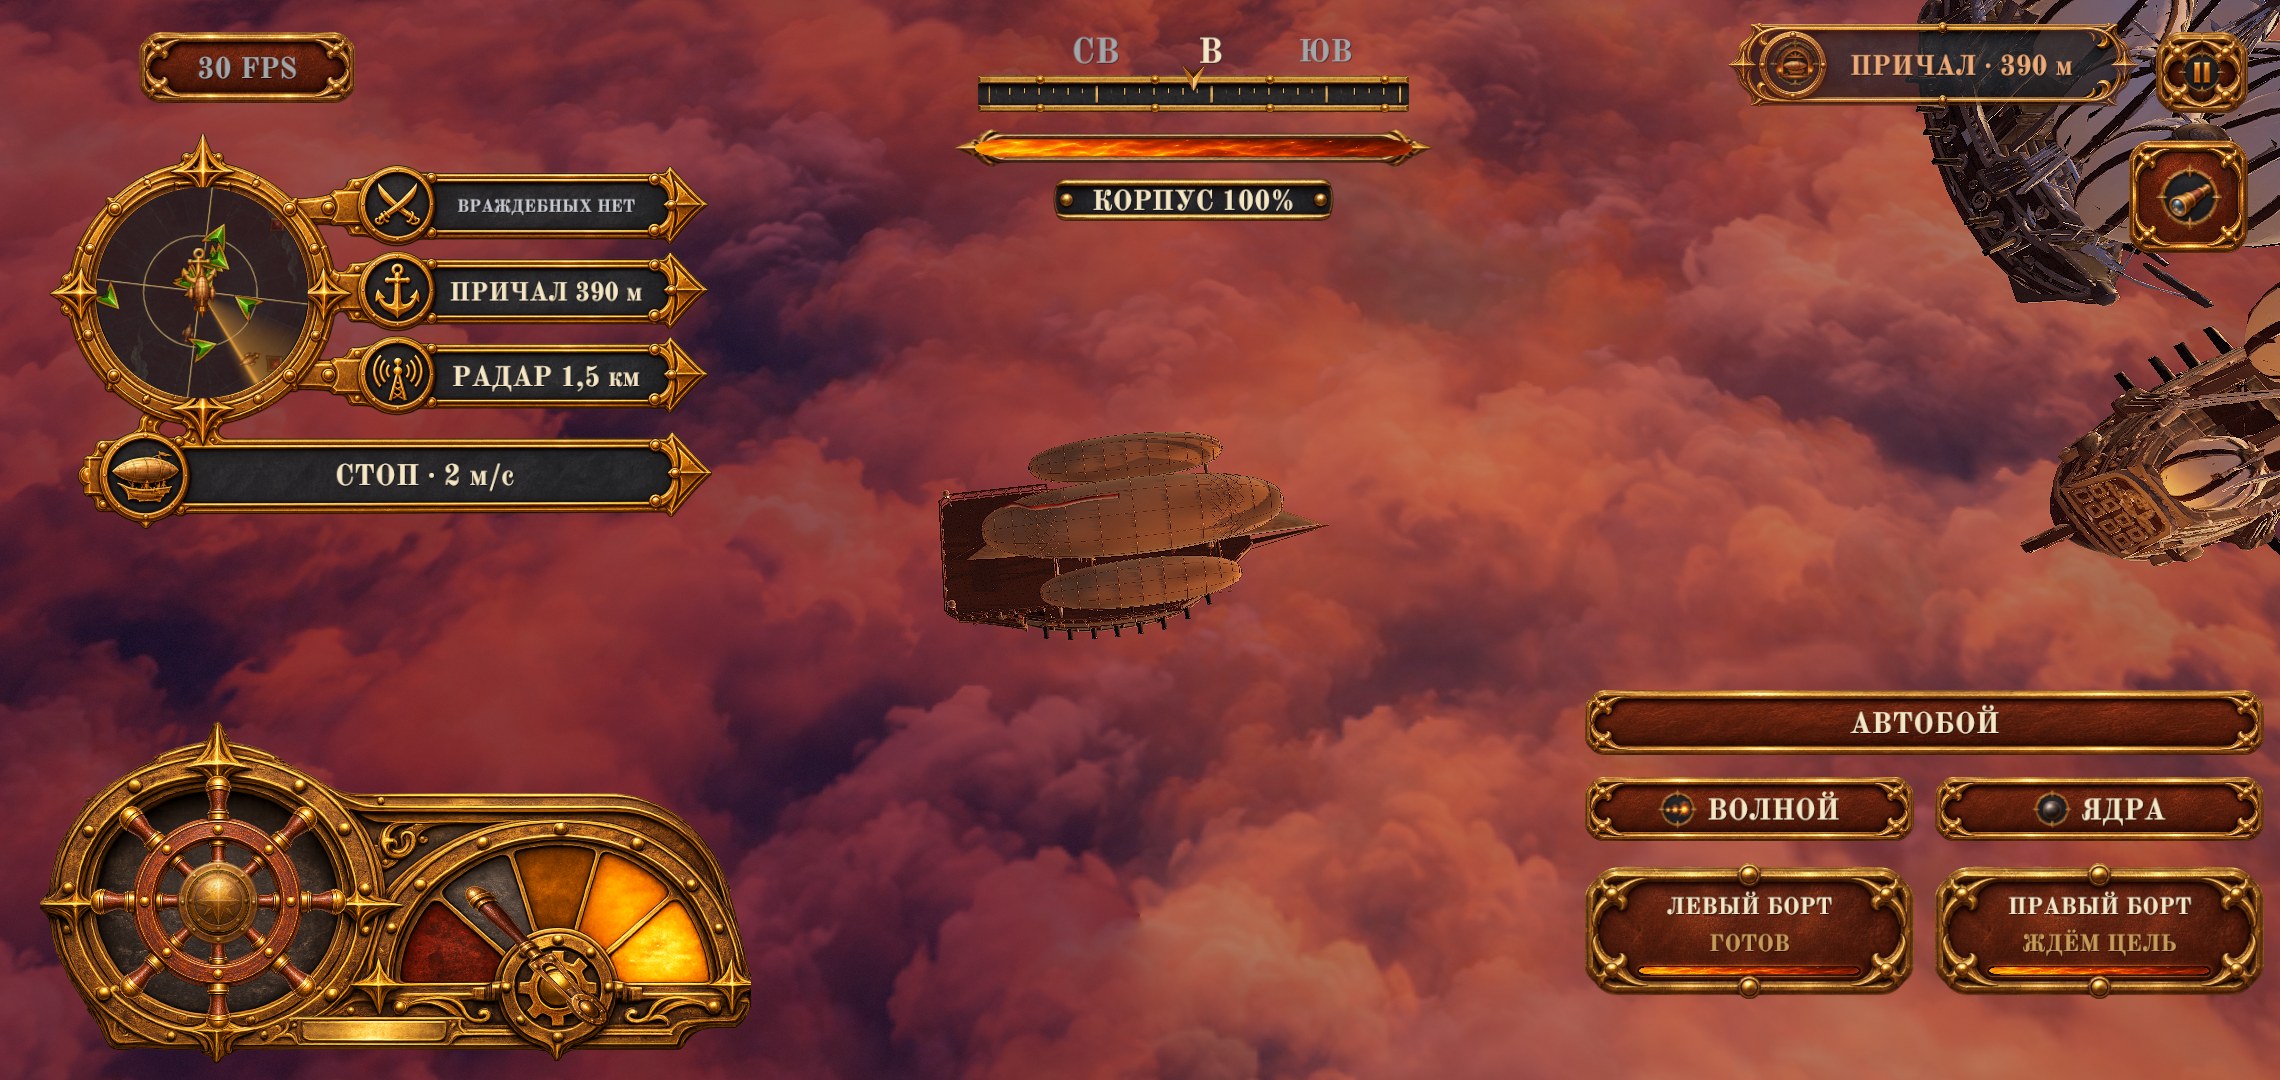 30 FPS
СВ В ЮВ
ПРИЧАЛ · 390 м
ВРАЖДЕБНЫХ НЕТ
КОРПУС 100%
ПРИЧАЛ 390 м
РАДАР 1,5 км
СТОП · 2 м/с
АВТОБОЙ
ВОЛНОЙ
ЯДРА
ЛЕВЫЙ БОРТ
ГОТОВ
ПРАВЫЙ БОРТ
ЖДЁМ ЦЕЛЬ